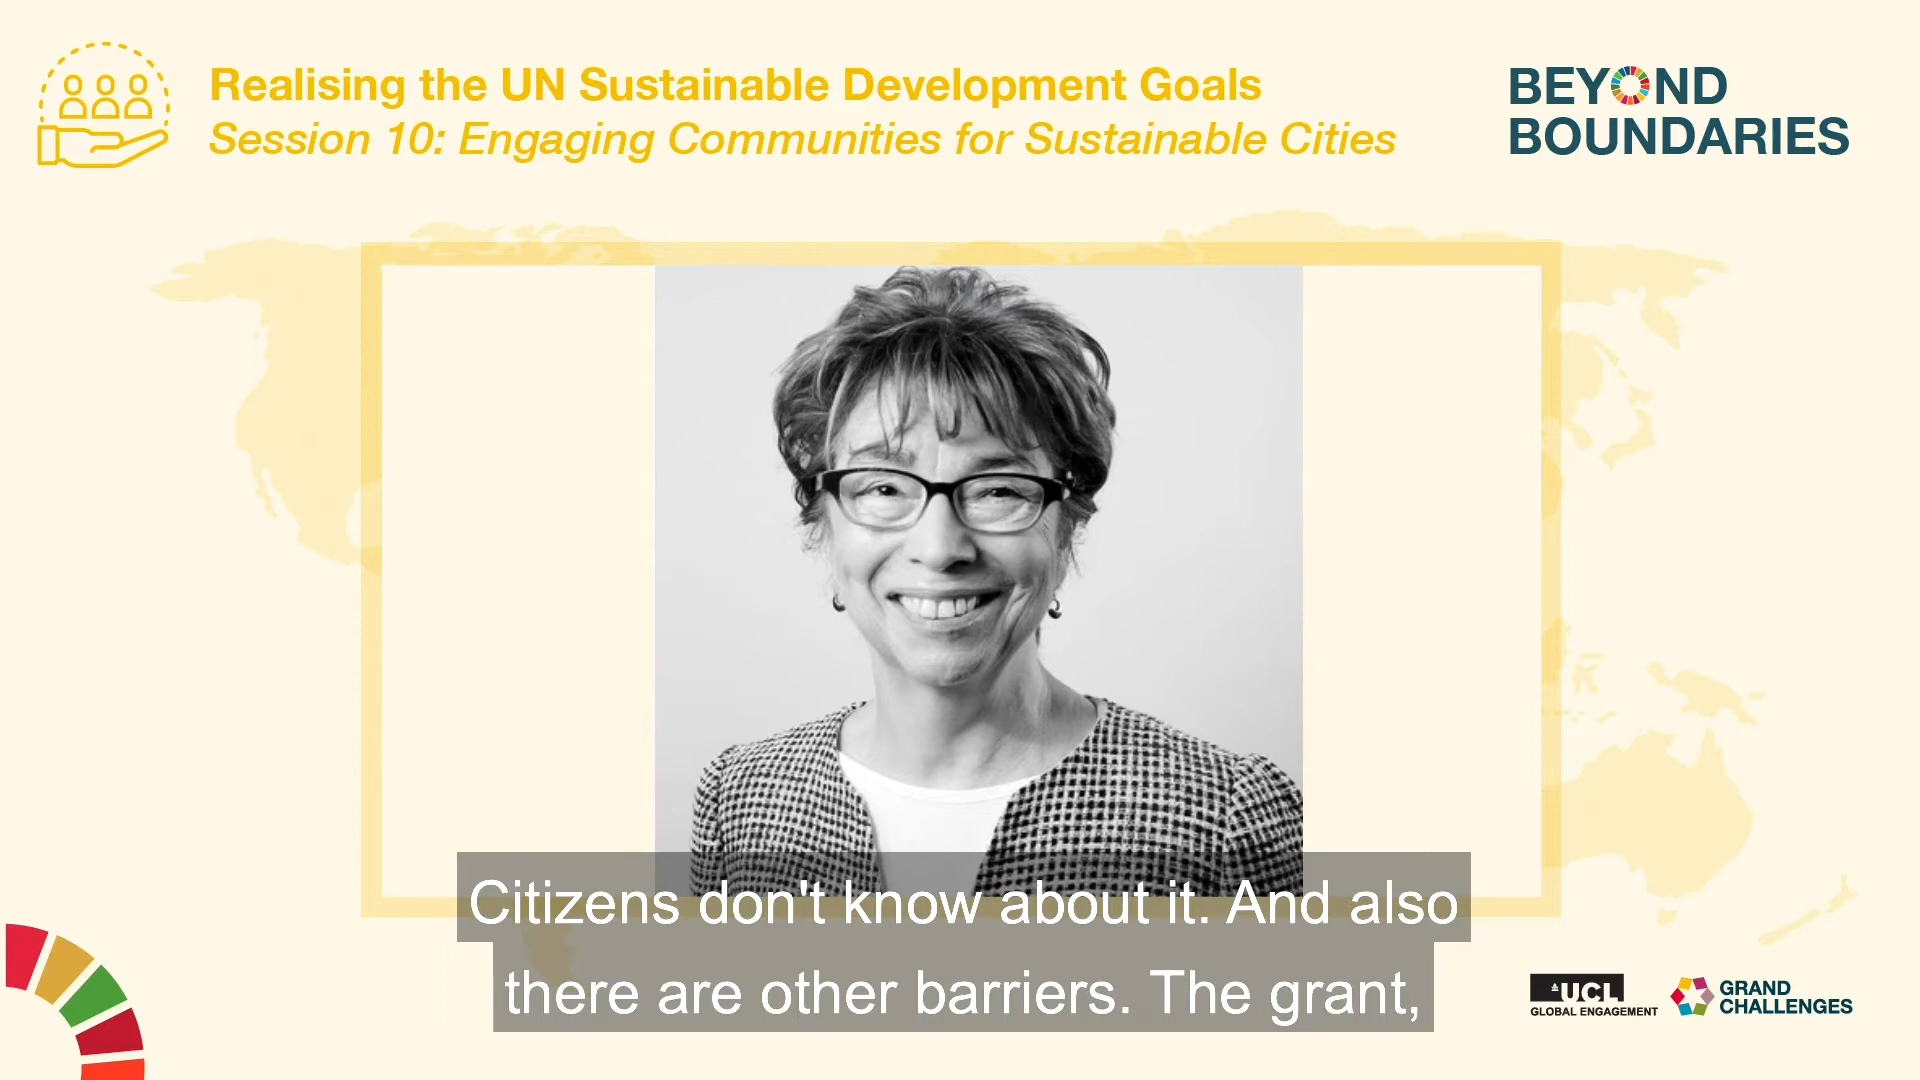 Realising the UN Sustainable Development Goals
Session 10: Engaging Communities for Sustainable Cities
BEYOND
BOUNDARIES
Citizens don't know about it. And also
there are other barriers. The grant,
UCL
GLOBAL ENGAGEMENT
GRAND
CHALLENGES